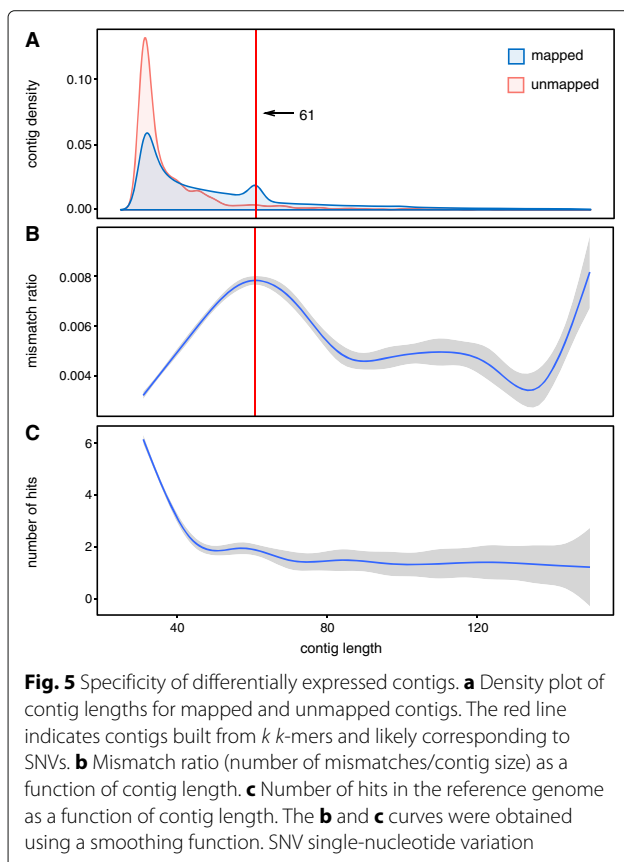 A
contig density
0.10
0.05
0.00
61
mapped
unmapped
B
mismatch ratio
0.008
0.006
0.004
C
number of hits
6
4
2
0
40
80
120
contig length
Fig. 5 Specificity of differentially expressed contigs. a Density plot of
contig lengths for mapped and unmapped contigs. The red line
indicates contigs built from k k-mers and likely corresponding to
SNVs. b Mismatch ratio (number of mismatches/contig size) as a
function of contig length. c Number of hits in the reference genome
as a function of contig length. The b and c curves were obtained
using a smoothing function. SNV single-nucleotide variation